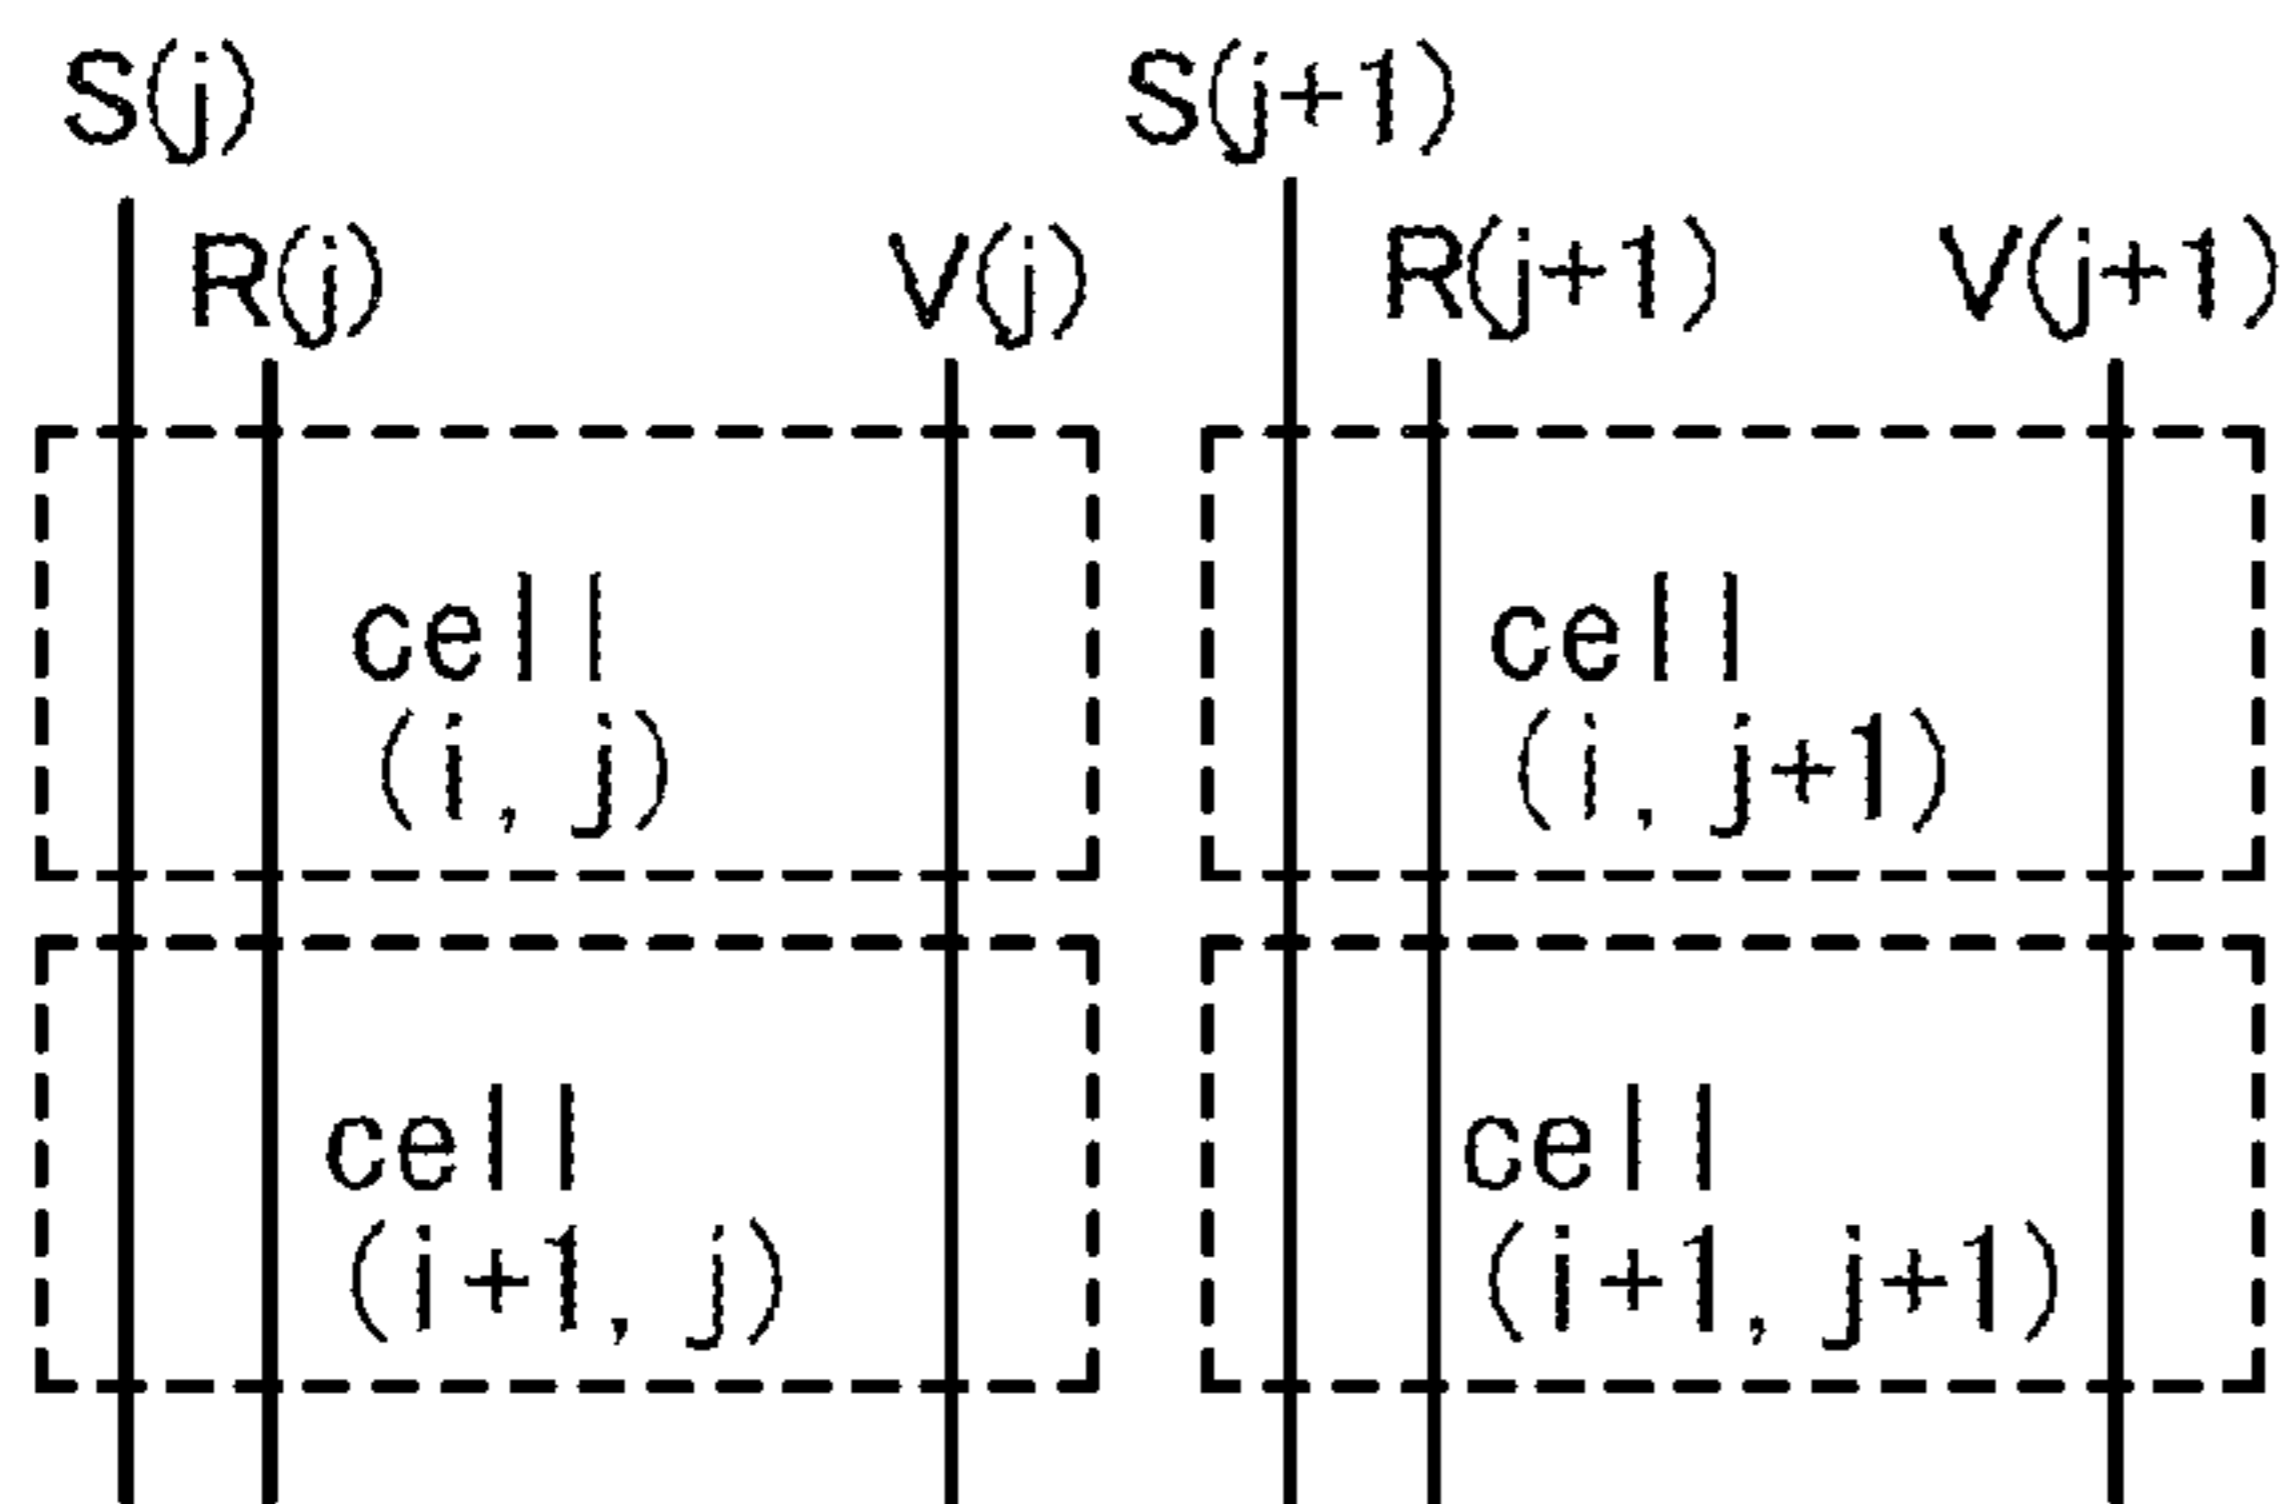 S(j) S(j+1)
R(j) V(j) R(j+1) V(j+1)
cell cell
(i, j) (i, j+1)
cell cell
(i+1, j) (i+1, j+1)